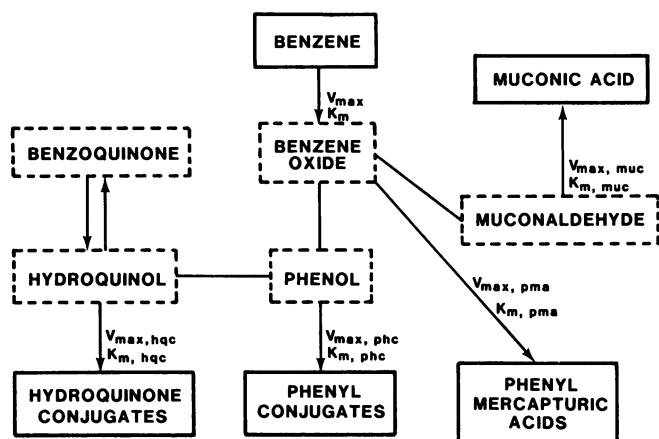 BENZENE
MUCONIC ACID
Vmax
Km
BENZOQUINONE
BENZENE
OXIDE
Vmax, muc
Km, muc
MUCONALDEHYDE
HYDROQUINOL
PHENOL
Vmax, pma
Km, pma
Vmax,hqc
Km, hqc
Vmax, phc
Km, phc
HYDROQUINONE
CONJUGATES
PHENYL
CONJUGATES
PHENYL
MERCAPTURIC
ACIDS